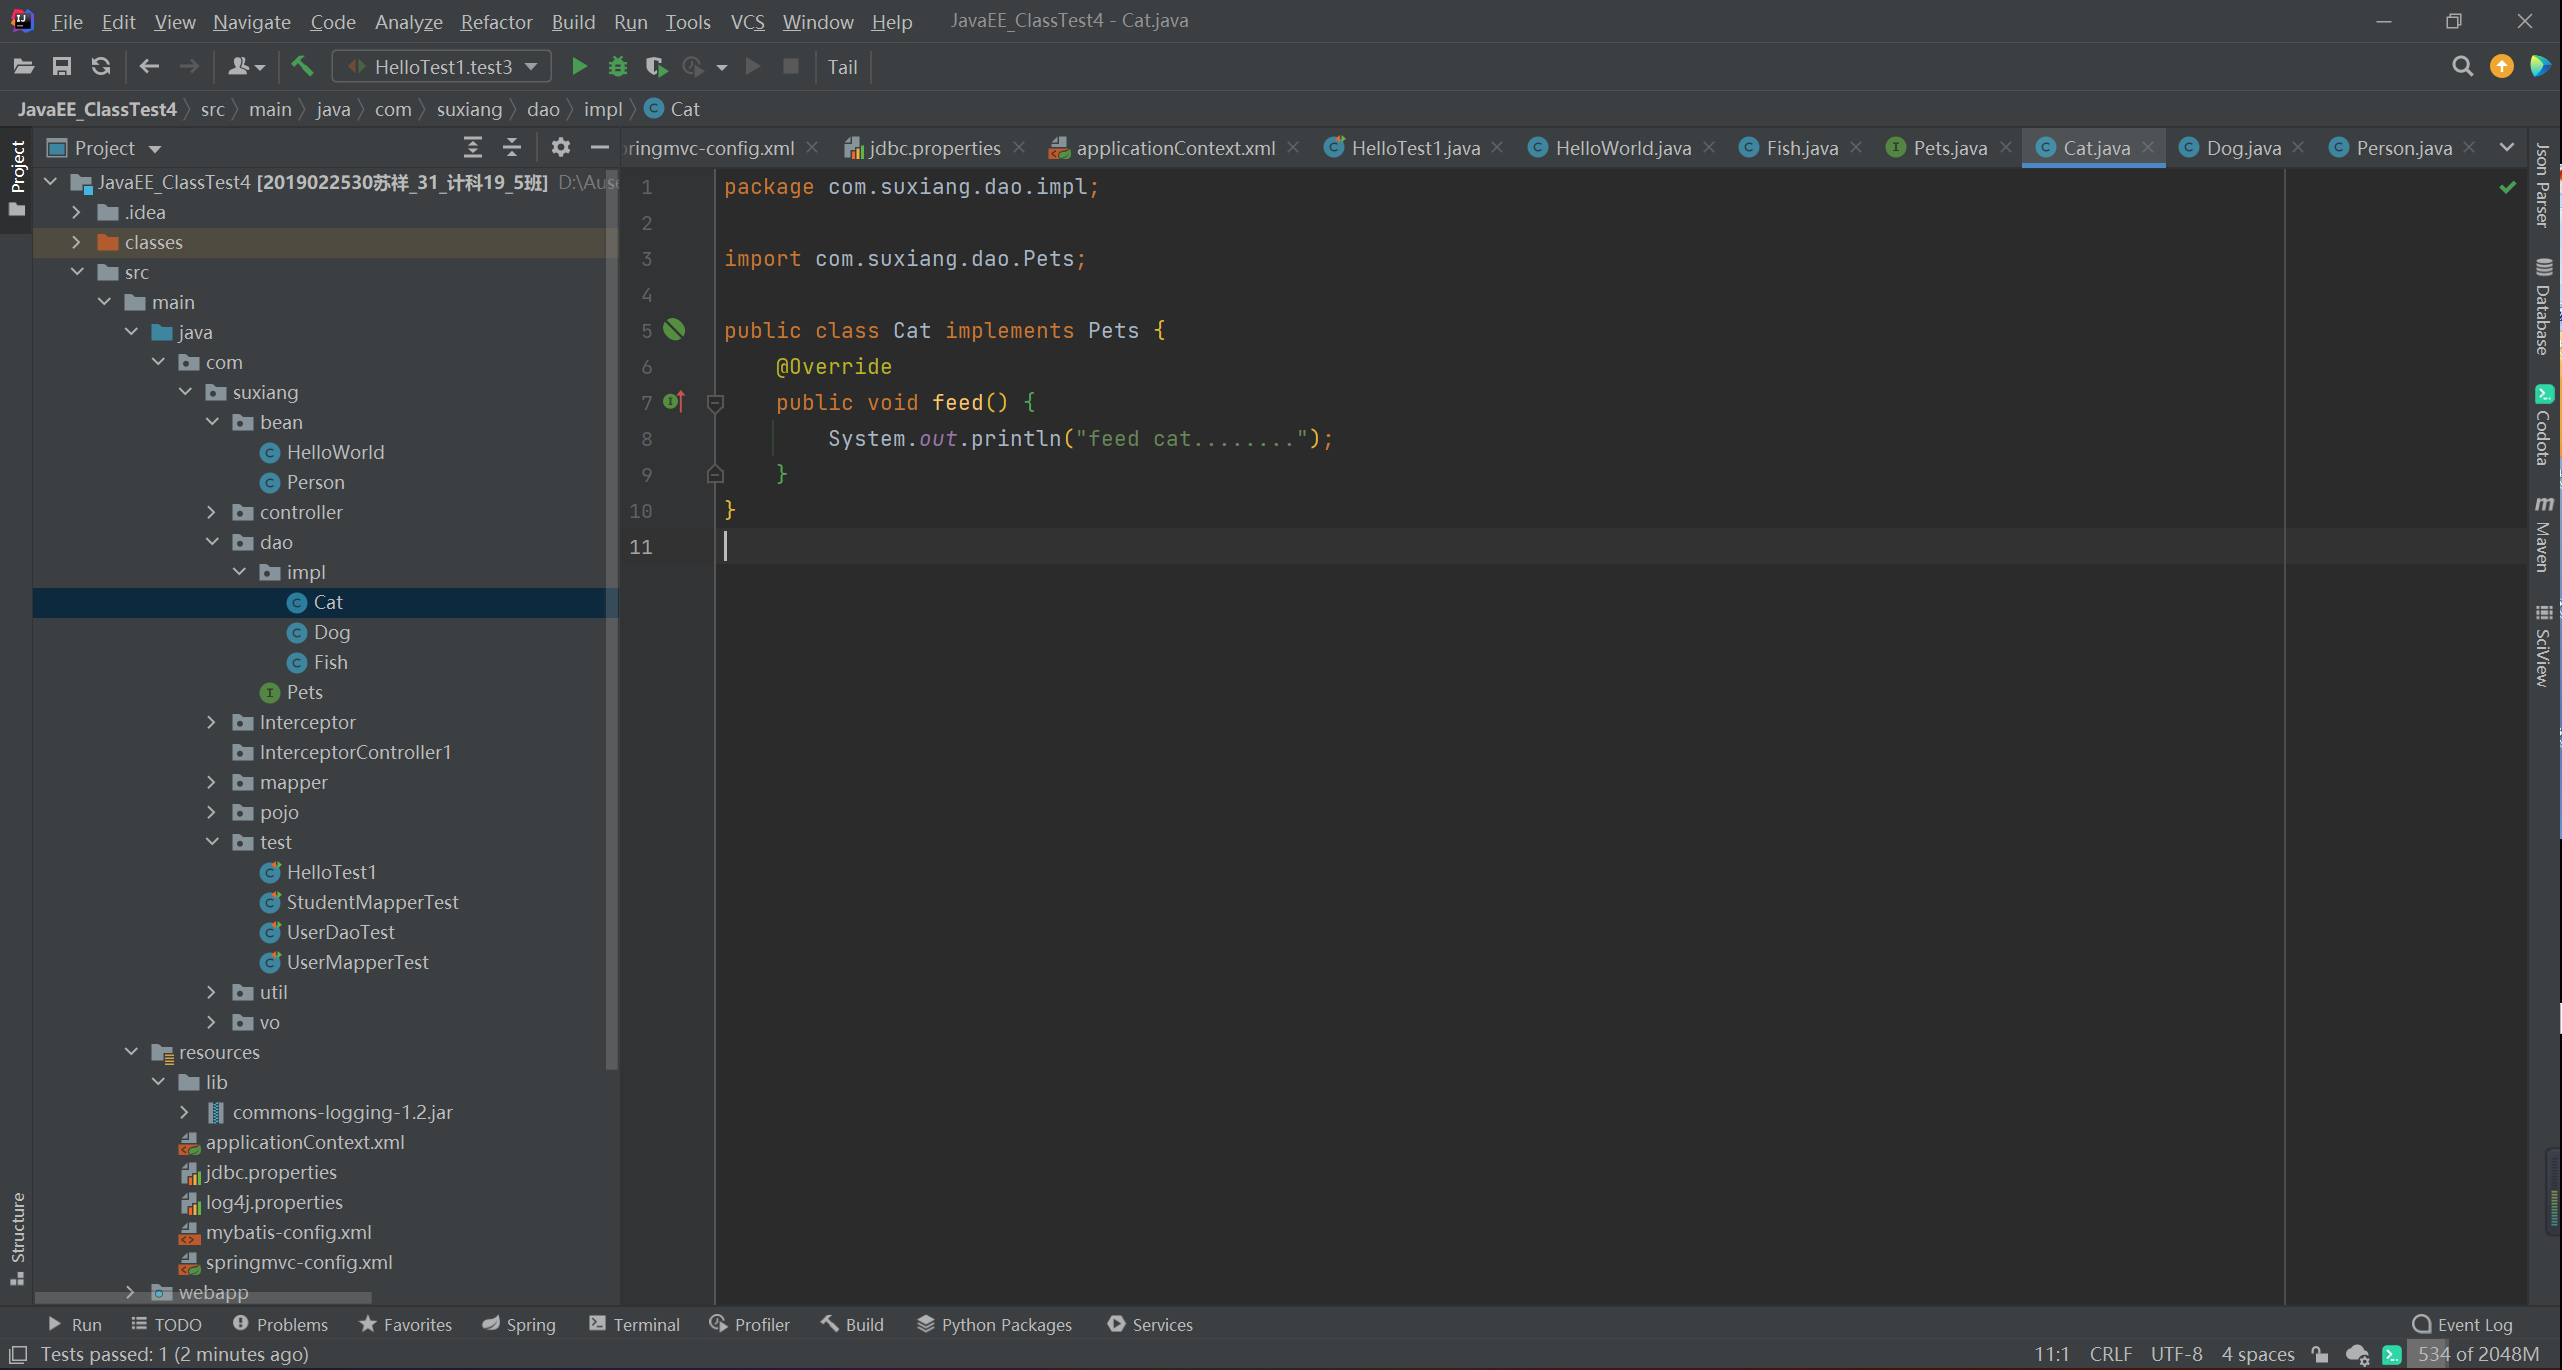 File Edit View Navigate Code Analyze Refactor Build Run Tools VCS Window Help JavaEE_ClassTest4 - Cat.java
HelloTest1.test3 Tail
JavaEE_ClassTest4 src main java com suxiang dao impl Cat
Project
ringmvc-config.xml jdbc.properties applicationContext.xml HelloTest1.java HelloWorld.java Fish.java Pets.java Cat.java Dog.java Person.java
Project
Structure
JavaEE_ClassTest4 [2019022530苏样_31_计科19_5班] D:\Ause
.idea
classes
src
main
java
com
suxiang
bean
HelloWorld
Person
controller
dao
impl
Cat
Dog
Fish
Pets
Interceptor
InterceptorController1
mapper
pojo
test
HelloTest1
StudentMapperTest
UserDaoTest
UserMapperTest
util
vo
resources
lib
commons-logging-1.2.jar
applicationContext.xml
jdbc.properties
log4j.properties
mybatis-config.xml
springmvc-config.xml
webapp
1 package com.suxiang.dao.impl;
2
3 import com.suxiang.dao.Pets;
4
5 public class Cat implements Pets {
6 @Override
7 public void feed() {
8 System.out.println("feed cat........");
9 }
10 }
11
Json Parser
Database
Codota
Maven
SciView
Run TODO Problems Favorites Spring Terminal Profiler Build Python Packages Services Event Log
Tests passed: 1 (2 minutes ago) 11:1 CRLF UTF-8 4 spaces 534 of 2048M